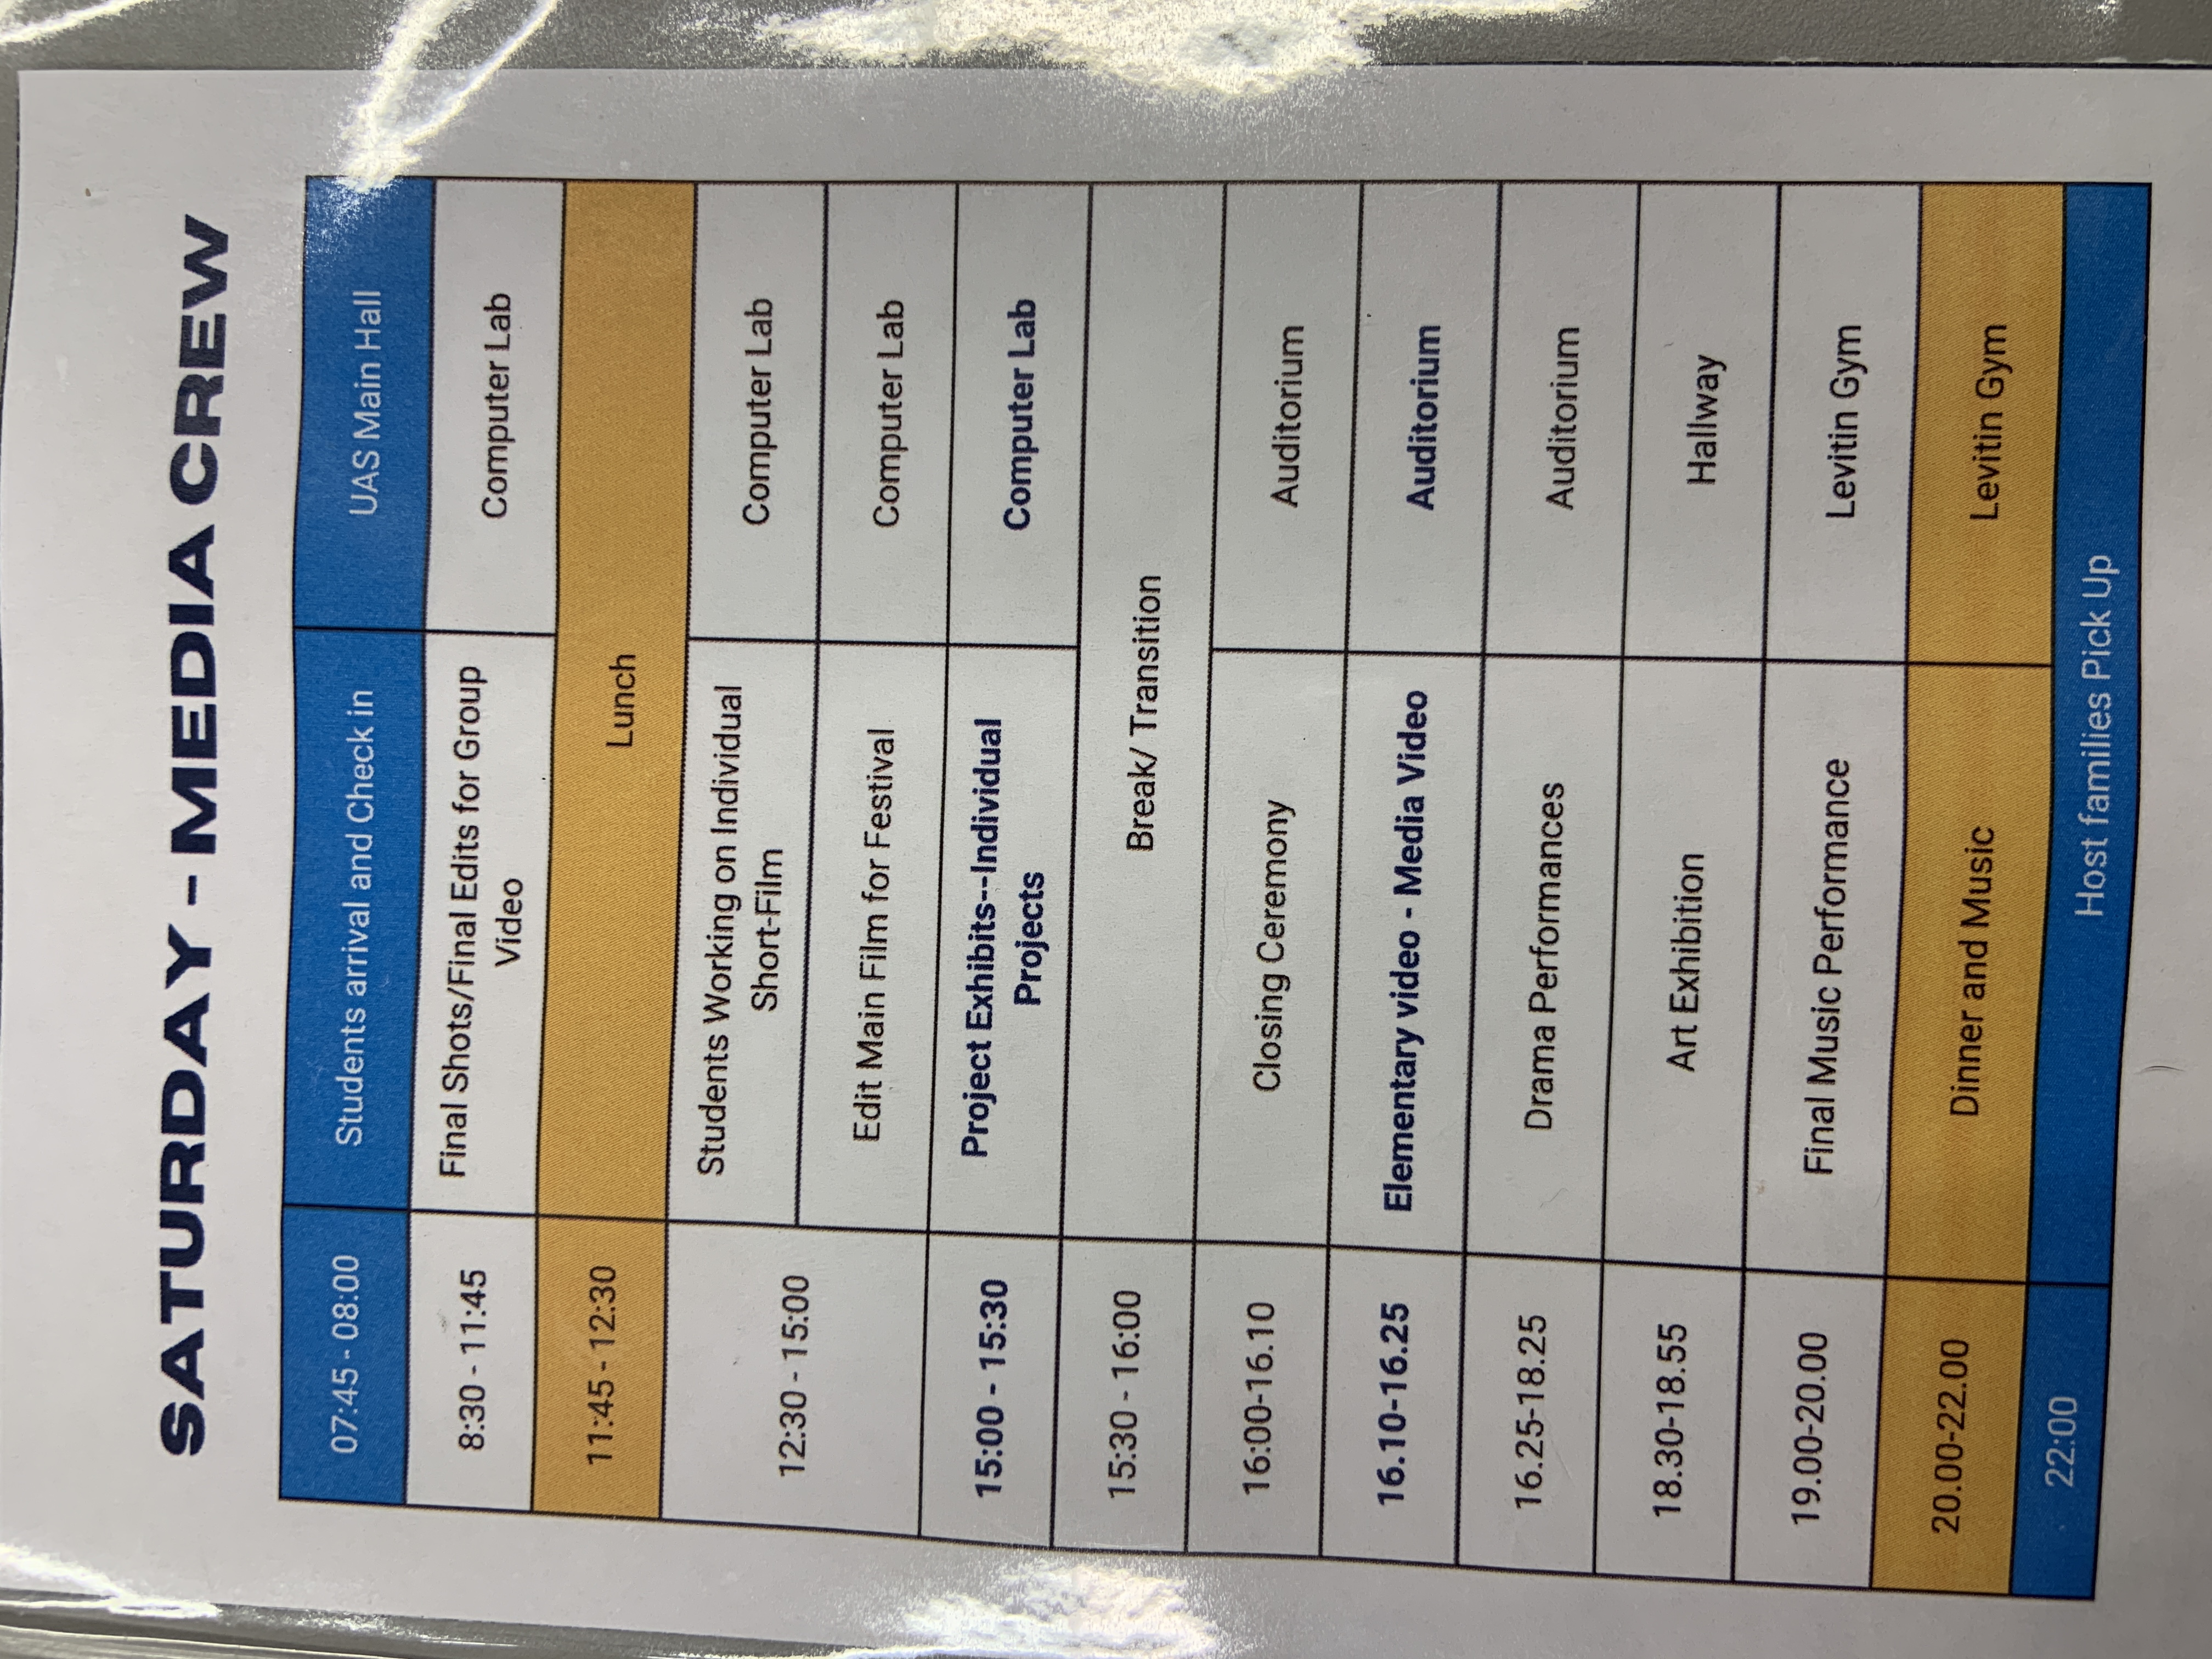 SATURDAY - MEDIA CREW
07:45 - 08:00 Students arrival and Check in UAS Main Hall
8:30 - 11:45 Final Shots/Final Edits for Group
Video Computer Lab
11:45 - 12:30 Lunch
12:30 - 15:00 Students Working on Individual
Short-Film Computer Lab
Edit Main Film for Festival Computer Lab
15:00 - 15:30 Project Exhibits--Individual
Projects Computer Lab
15:30 - 16:00 Break/ Transition
16:00-16.10 Closing Ceremony Auditorium
16.10-16.25 Elementary video - Media Video Auditorium
16.25-18.25 Drama Performances Auditorium
18.30-18.55 Art Exhibition Hallway
19.00-20.00 Final Music Performance Levitin Gym
20.00-22.00 Dinner and Music Levitin Gym
22:00 Host families Pick Up